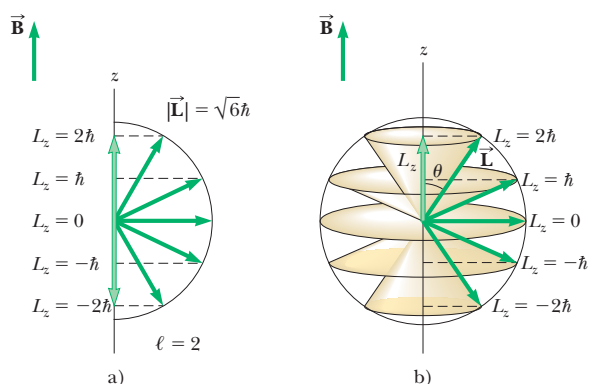 B⃗
z
|L⃗| = √6ħ
L_z = 2ħ
L_z = ħ
L_z = 0
L_z = −ħ
L_z = −2ħ
ℓ = 2
a)
B⃗
z
L_z = 2ħ
L_z
θ
L⃗
L_z = ħ
L_z = 0
L_z = −ħ
L_z = −2ħ
b)